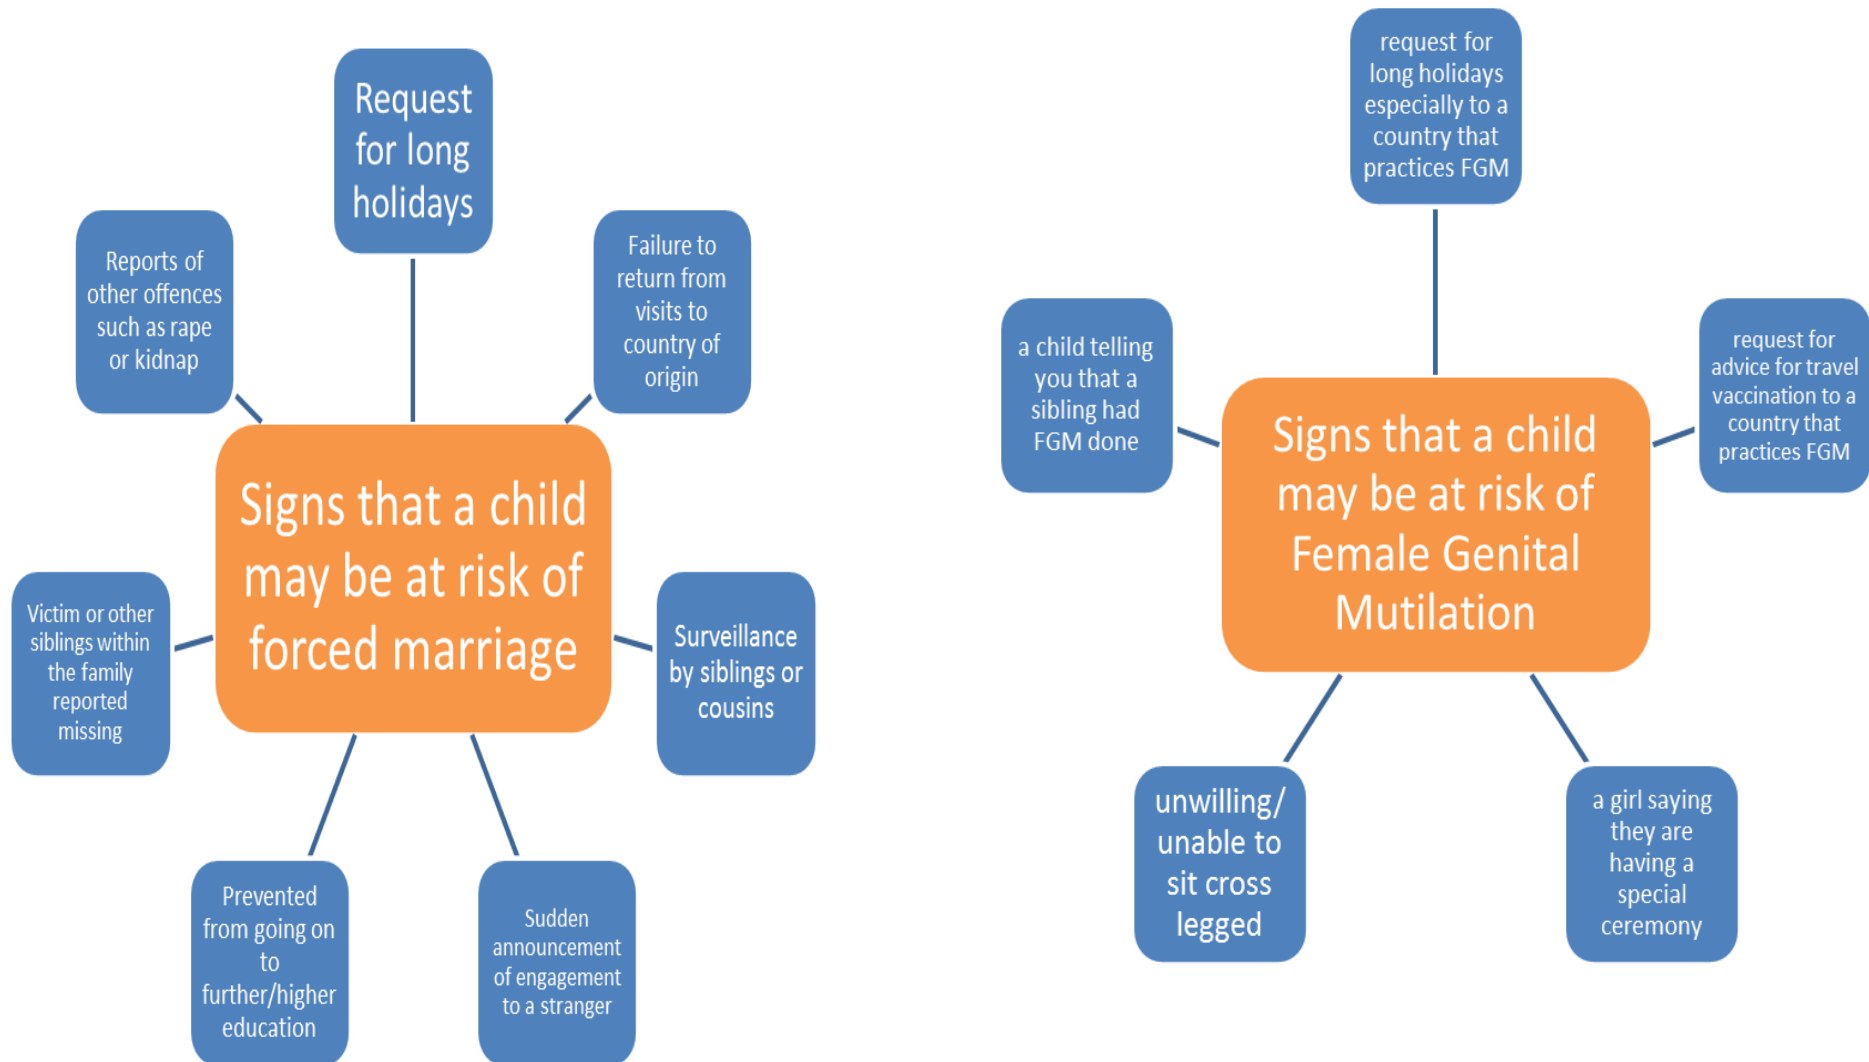 Signs that a child
may be at risk of
forced marriage
Request
for long
holidays
Failure to
return from
visits to
country of
origin
Surveillance
by siblings or
cousins
Sudden
announcement
of engagement
to a stranger
Prevented
from going on
to
further/higher
education
Victim or other
siblings within
the family
reported
missing
Reports of
other offences
such as rape
or kidnap
Signs that a child
may be at risk of
Female Genital
Mutilation
request for
long holidays
especially to a
country that
practices FGM
request for
advice for travel
vaccination to a
country that
practices FGM
a girl saying
they are
having a
special
ceremony
unwilling/
unable to
sit cross
legged
a child telling
you that a
sibling had
FGM done